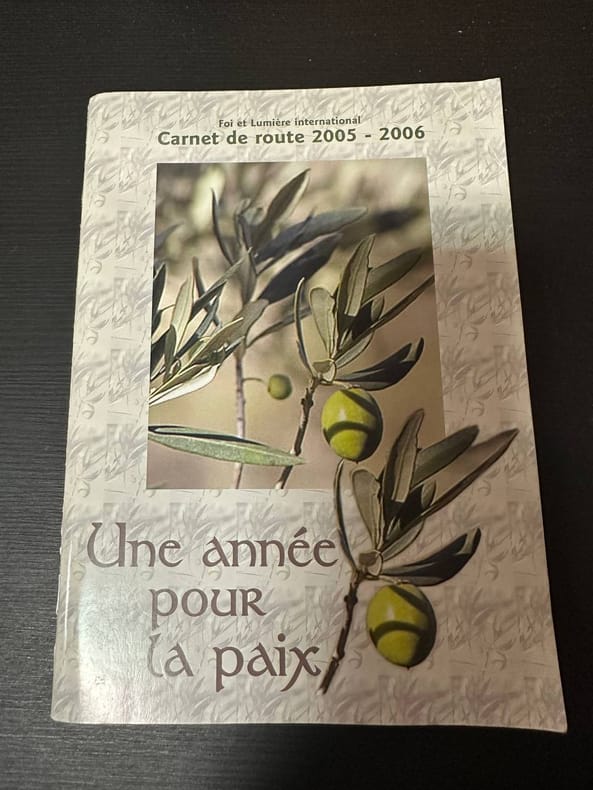 Foi et Lumière international
Carnet de route 2005 - 2006
Une année
pour
la paix